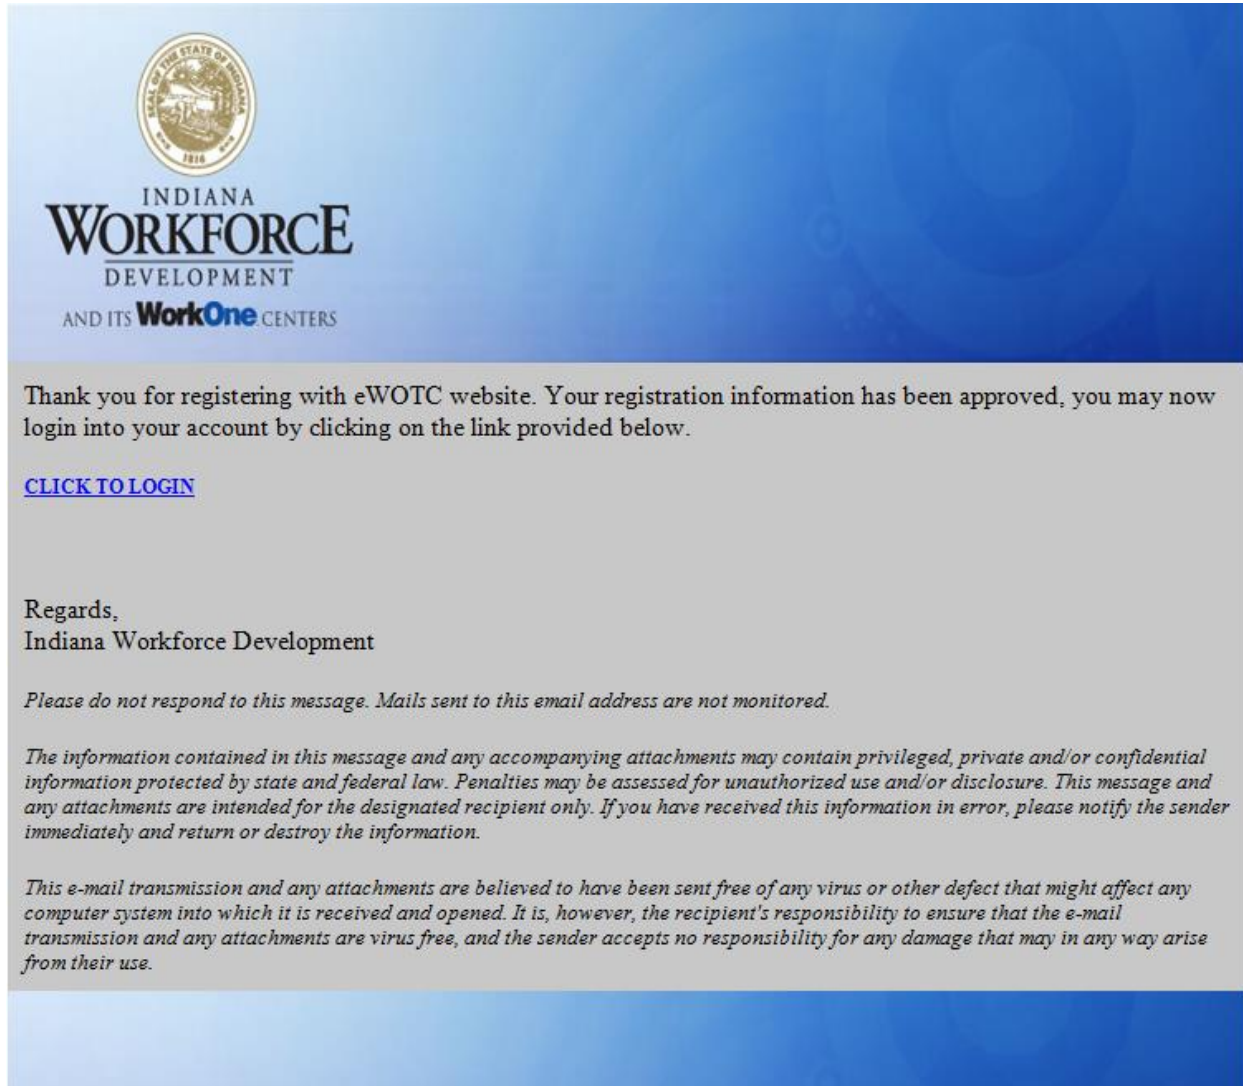 SEAL OF THE STATE OF INDIANA
1816
INDIANA
WORKFORCE
DEVELOPMENT
AND ITS WorkOne CENTERS
Thank you for registering with eWOTC website. Your registration information has been approved, you may now
login into your account by clicking on the link provided below.
CLICK TO LOGIN
Regards,
Indiana Workforce Development
Please do not respond to this message. Mails sent to this email address are not monitored.
The information contained in this message and any accompanying attachments may contain privileged, private and/or confidential
information protected by state and federal law. Penalties may be assessed for unauthorized use and/or disclosure. This message and
any attachments are intended for the designated recipient only. If you have received this information in error, please notify the sender
immediately and return or destroy the information.
This e-mail transmission and any attachments are believed to have been sent free of any virus or other defect that might affect any
computer system into which it is received and opened. It is, however, the recipient's responsibility to ensure that the e-mail
transmission and any attachments are virus free, and the sender accepts no responsibility for any damage that may in any way arise
from their use.